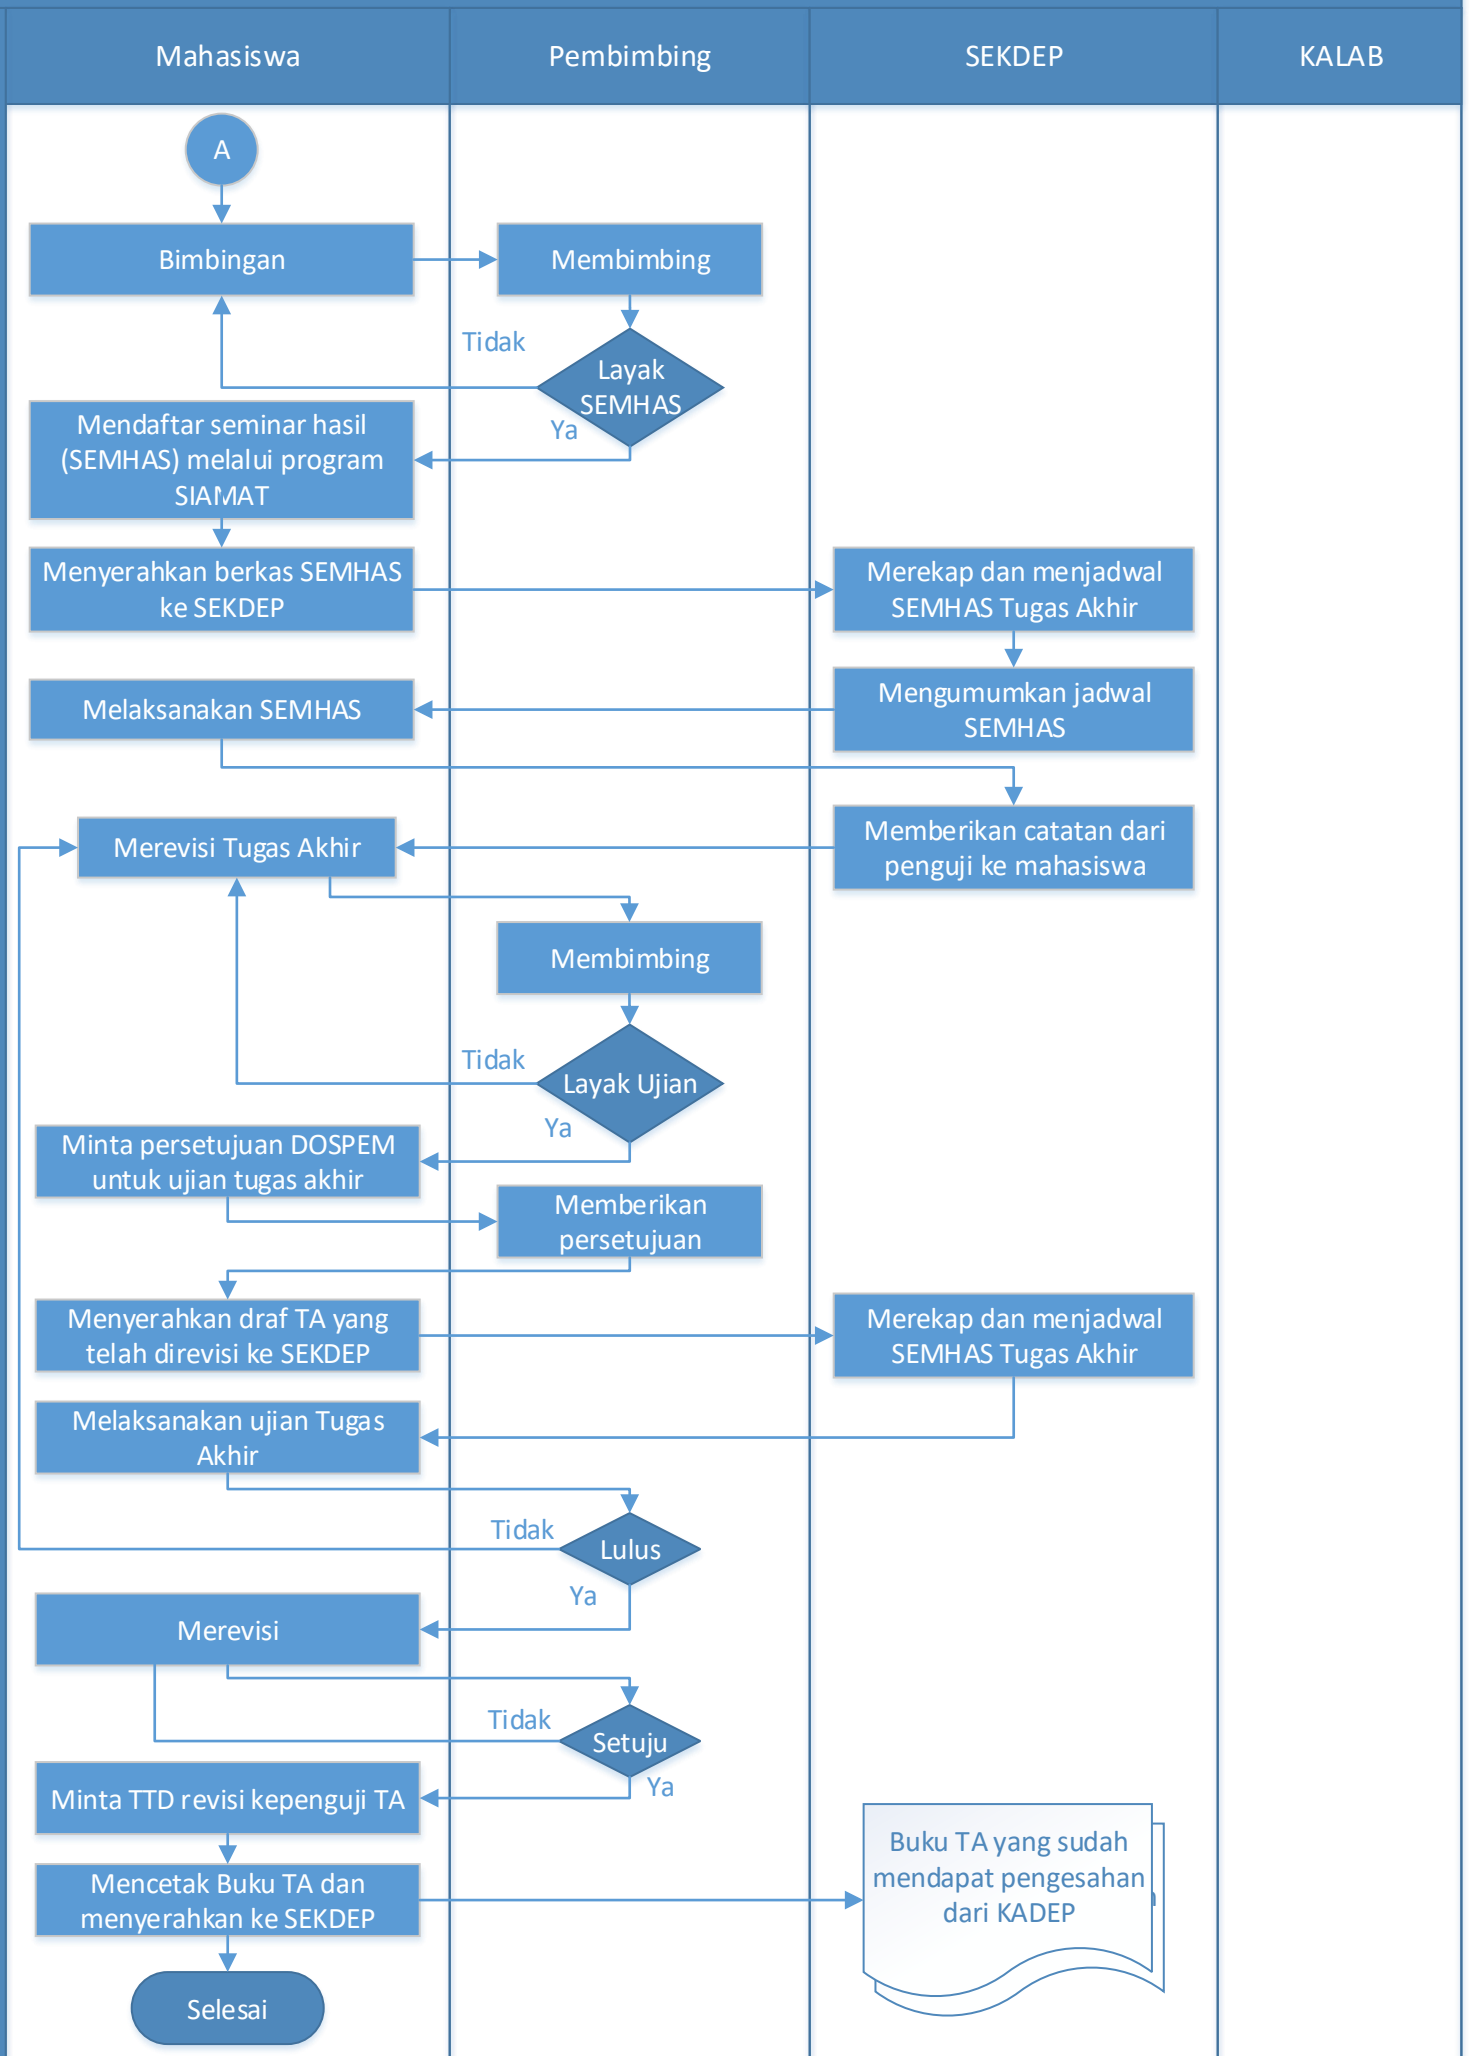 Mahasiswa
Pembimbing
SEKDEP
KALAB
A
Bimbingan
Membimbing
Tidak
Layak
SEMHAS
Ya
Mendaftar seminar hasil
(SEMHAS) melalui program
SIAMAT
Menyerahkan berkas SEMHAS
ke SEKDEP
Merekap dan menjadwal
SEMHAS Tugas Akhir
Mengumumkan jadwal
SEMHAS
Melaksanakan SEMHAS
Memberikan catatan dari
penguji ke mahasiswa
Merevisi Tugas Akhir
Membimbing
Tidak
Layak Ujian
Ya
Minta persetujuan DOSPEM
untuk ujian tugas akhir
Memberikan
persetujuan
Menyerahkan draf TA yang
telah direvisi ke SEKDEP
Merekap dan menjadwal
SEMHAS Tugas Akhir
Melaksanakan ujian Tugas
Akhir
Tidak
Lulus
Ya
Merevisi
Tidak
Setuju
Ya
Minta TTD revisi kepenguji TA
Mencetak Buku TA dan
menyerahkan ke SEKDEP
Buku TA yang sudah
mendapat pengesahan
dari KADEP
Selesai